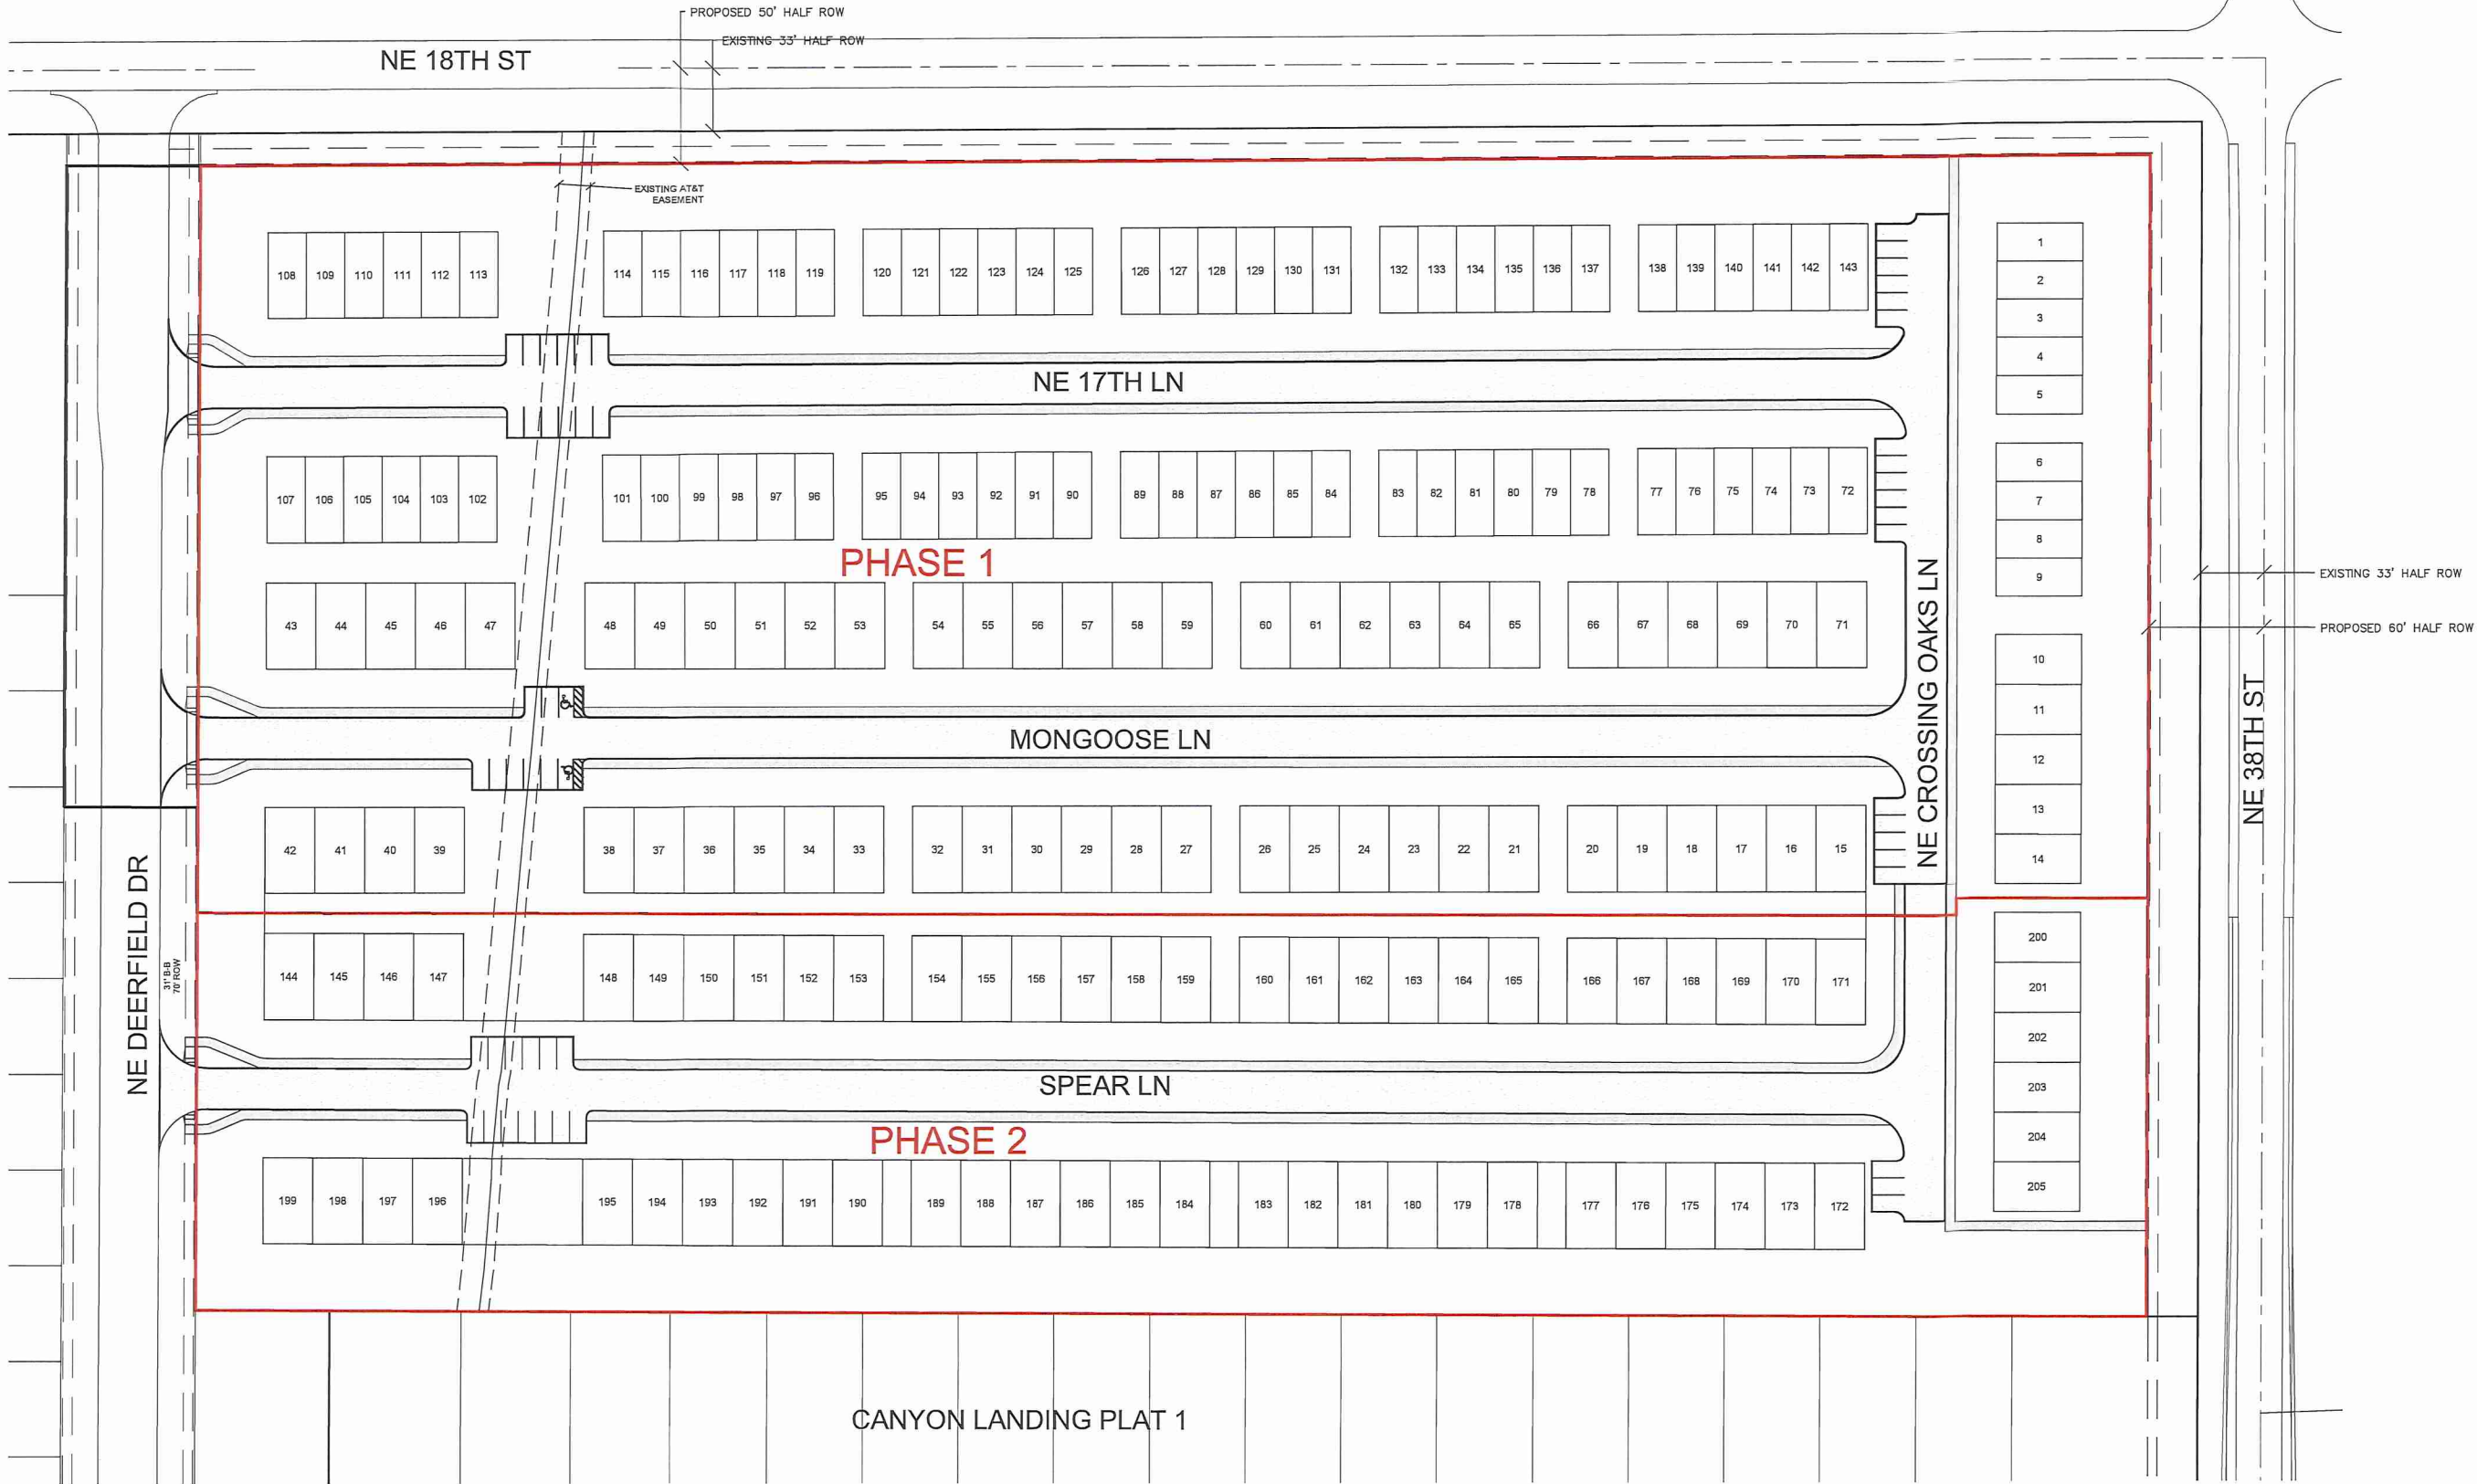 PROPOSED 50' HALF ROW
EXISTING 33' HALF ROW
NE 18TH ST
EXISTING AT&T
EASEMENT
108 109 110 111 112 113 114 115 116 117 118 119 120 121 122 123 124 125 126 127 128 129 130 131 132 133 134 135 136 137 138 139 140 141 142 143
1
2
3
4
5
NE 17TH LN
6
7
8
9
107 106 105 104 103 102 101 100 99 98 97 96 95 94 93 92 91 90 89 88 87 86 85 84 83 82 81 80 79 78 77 76 75 74 73 72
PHASE 1
EXISTING 33' HALF ROW
PROPOSED 60' HALF ROW
43 44 45 46 47 48 49 50 51 52 53 54 55 56 57 58 59 60 61 62 63 64 65 66 67 68 69 70 71
10
11
12
13
14
NE CROSSING OAKS LN
NE 38TH ST
MONGOOSE LN
42 41 40 39 38 37 36 35 34 33 32 31 30 29 28 27 26 25 24 23 22 21 20 19 18 17 16 15
NE DEERFIELD DR
31' B-B
70' ROW
144 145 146 147 148 149 150 151 152 153 154 155 156 157 158 159 160 161 162 163 164 165 166 167 168 169 170 171
200
201
202
203
204
205
SPEAR LN
PHASE 2
199 198 197 196 195 194 193 192 191 190 189 188 187 186 185 184 183 182 181 180 179 178 177 176 175 174 173 172
CANYON LANDING PLAT 1